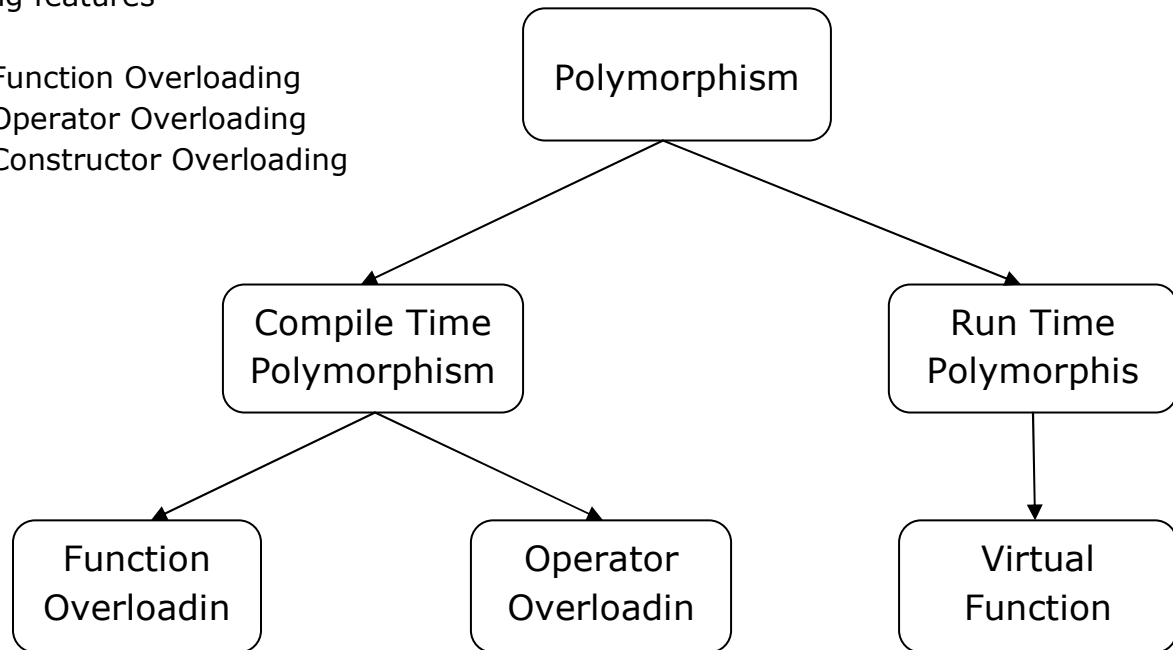 g features
Function Overloading
Operator Overloading
Constructor Overloading
Polymorphism
Compile Time
Polymorphism
Run Time
Polymorphis
Function
Overloadin
Operator
Overloadin
Virtual
Function